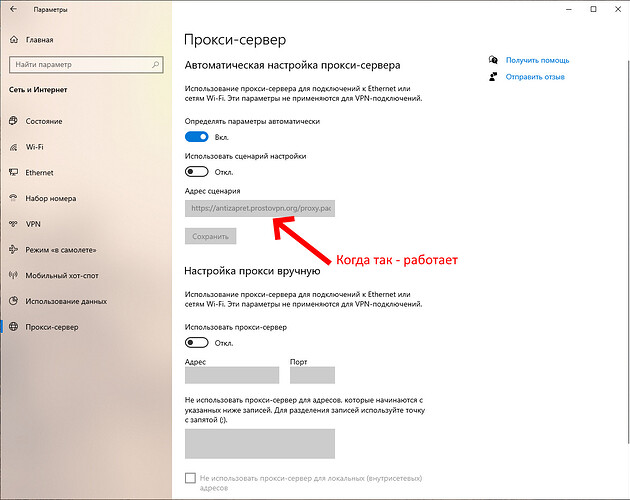 Параметры
Главная
Найти параметр
Сеть и Интернет
Состояние
Wi-Fi
Ethernet
Набор номера
VPN
Режим «в самолете»
Мобильный хот-спот
Использование данных
Прокси-сервер
Прокси-сервер
Автоматическая настройка прокси-сервера
Использование прокси-сервера для подключений к Ethernet или
сетям Wi-Fi. Эти параметры не применяются для VPN-подключений.
Определять параметры автоматически
Вкл.
Использовать сценарий настройки
Откл.
Адрес сценария
https://antizapret.prostovpn.org/proxy.pac
Сохранить
Когда так - работает
Настройка прокси вручную
Использование прокси-сервера для подключений к Ethernet или
сетям Wi-Fi. Эти параметры не применяются для VPN-подключений.
Использовать прокси-сервер
Откл.
Адрес
Порт
Не использовать прокси-сервер для адресов, которые начинаются с
указанных ниже записей. Для разделения записей используйте точку
с запятой (;).
Не использовать прокси-сервер для локальных (внутрисетевых)
адресов
Получить помощь
Отправить отзыв